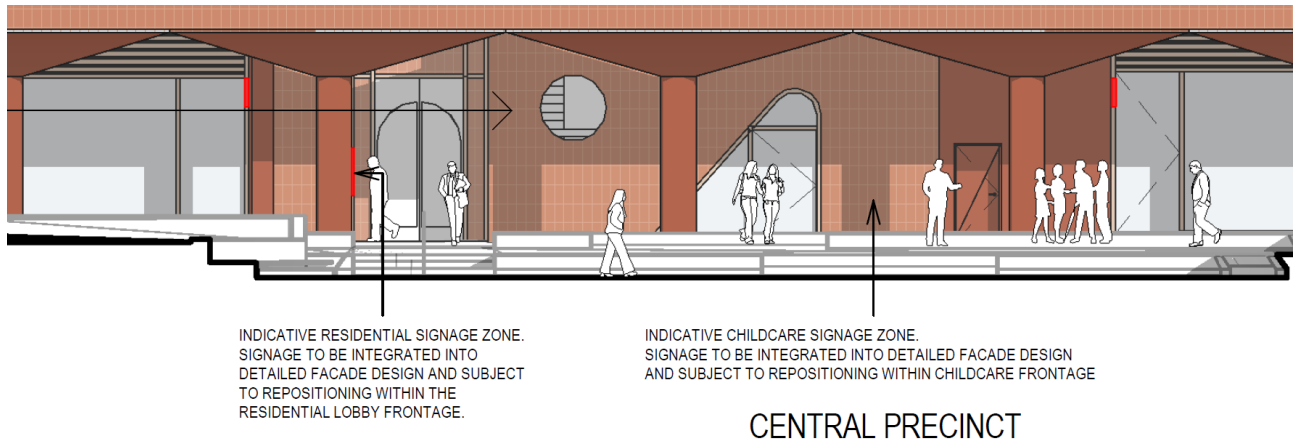 INDICATIVE RESIDENTIAL SIGNAGE ZONE.
SIGNAGE TO BE INTEGRATED INTO
DETAILED FACADE DESIGN AND SUBJECT
TO REPOSITIONING WITHIN THE
RESIDENTIAL LOBBY FRONTAGE.
INDICATIVE CHILDCARE SIGNAGE ZONE.
SIGNAGE TO BE INTEGRATED INTO DETAILED FACADE DESIGN
AND SUBJECT TO REPOSITIONING WITHIN CHILDCARE FRONTAGE
CENTRAL PRECINCT